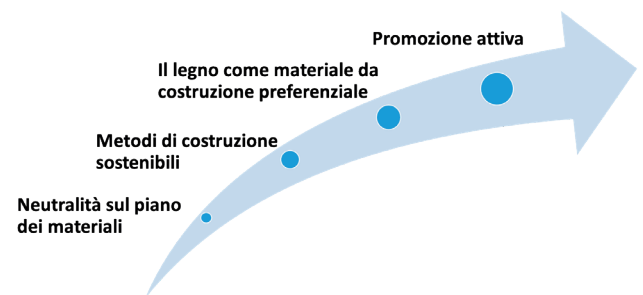 Promozione attiva
Il legno come materiale da
costruzione preferenziale
Metodi di costruzione
sostenibili
Neutralità sul piano
dei materiali